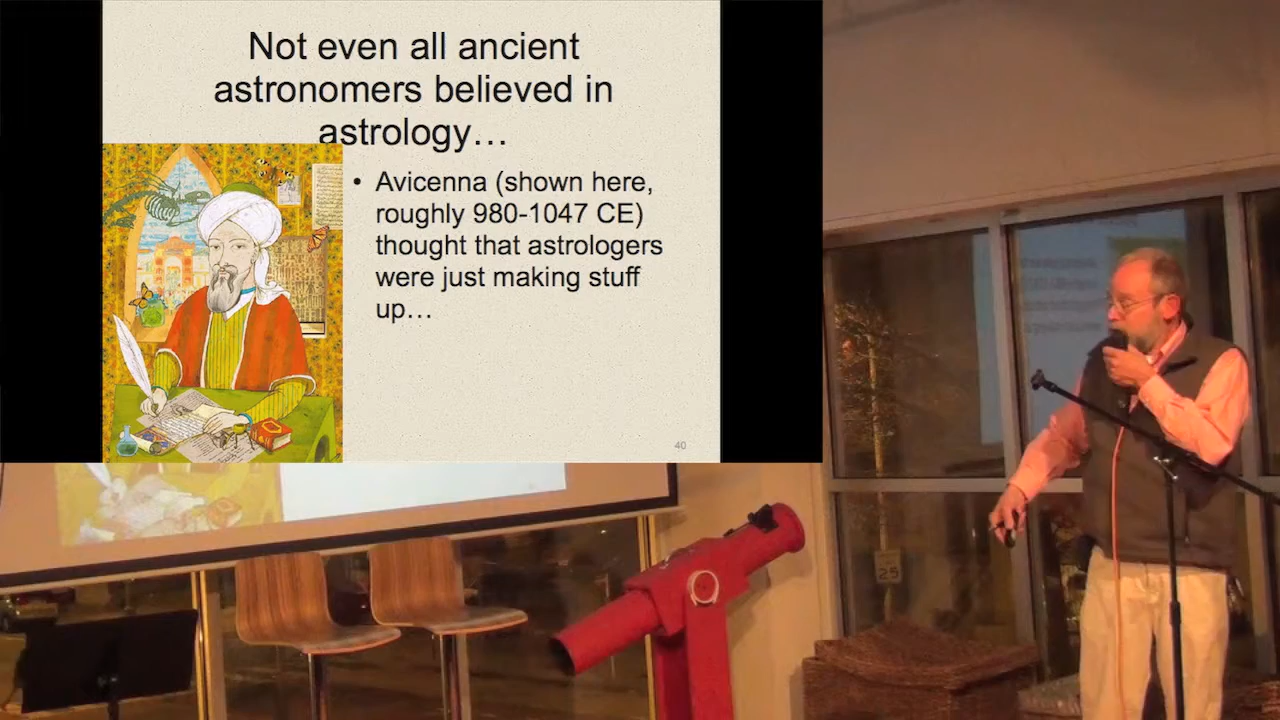 Not even all ancient
astronomers believed in
astrology…
• Avicenna (shown here,
roughly 980-1047 CE)
thought that astrologers
were just making stuff
up…
40
25